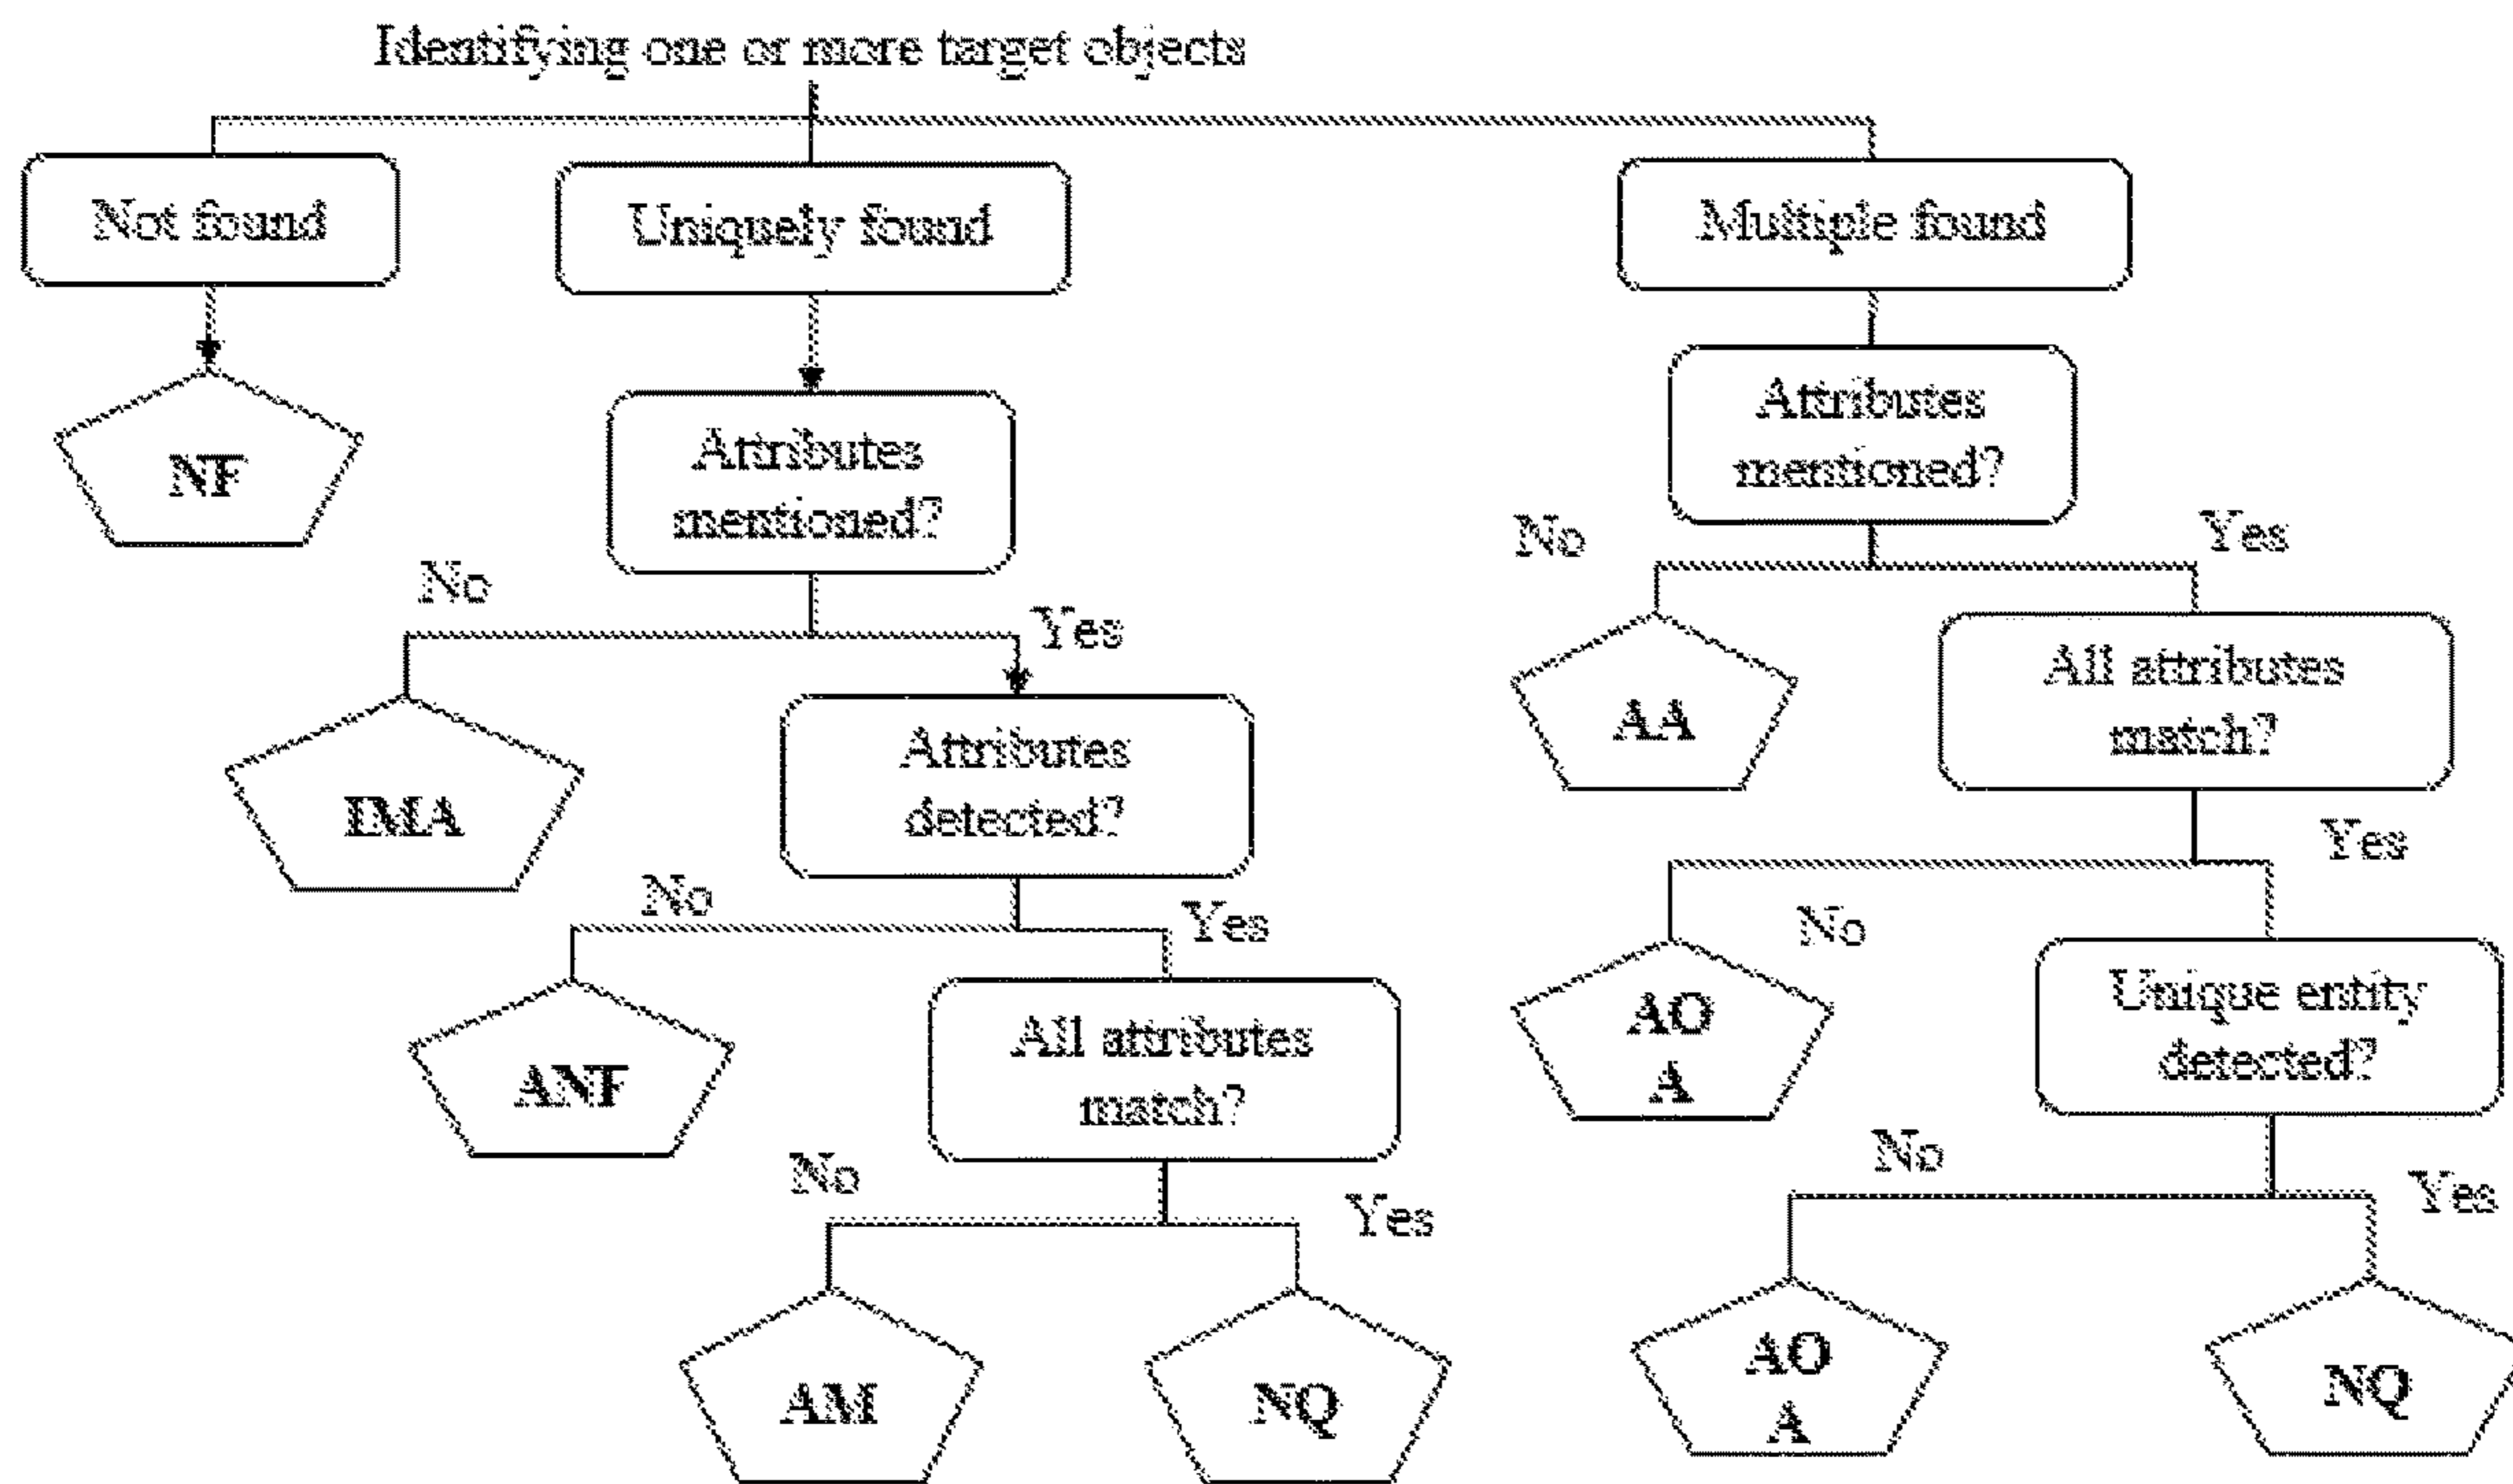 Identifying one or more target objects
Not found
Uniquely found
Multiple found
NF
Attributes
mentioned?
Attributes
mentioned?
No
Yes
No
Yes
IMA
Attributes
detected?
AA
All attributes
match?
No
Yes
No
Yes
ANF
All attributes
match?
AO
A
Unique entity
detected?
No
Yes
No
Yes
AM
NQ
AO
A
NQ